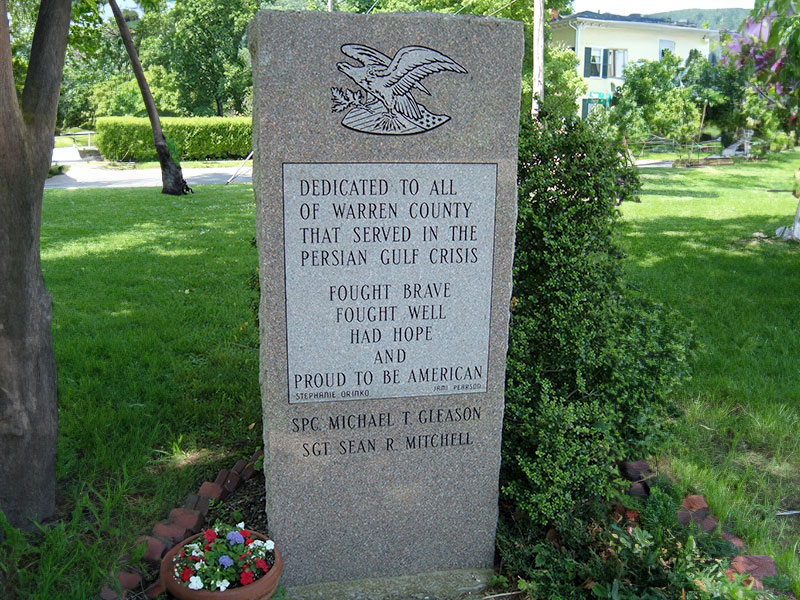 DEDICATED TO ALL
OF WARREN COUNTY
THAT SERVED IN THE
PERSIAN GULF CRISIS
FOUGHT BRAVE
FOUGHT WELL
HAD HOPE
AND
PROUD TO BE AMERICAN
STEPHANIE ORINKO JAMI PEARSON
SPC. MICHAEL T. GLEASON
SGT. SEAN R. MITCHELL